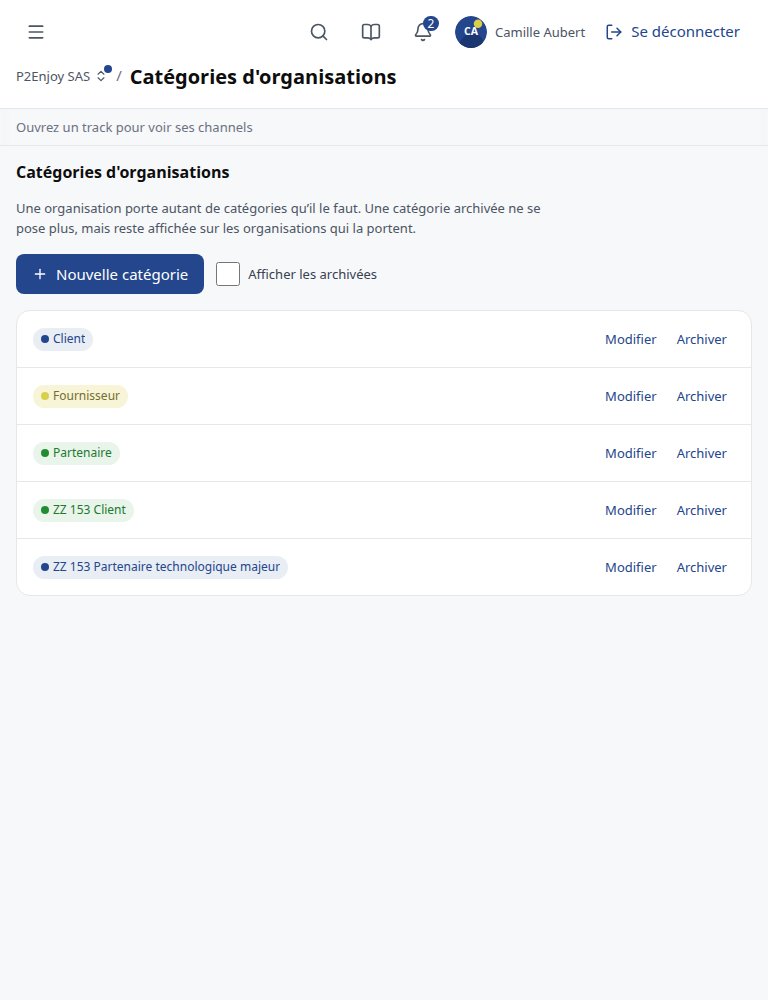 2
CA
Camille Aubert
Se déconnecter
P2Enjoy SAS / Catégories d'organisations
Ouvrez un track pour voir ses channels
Catégories d'organisations
Une organisation porte autant de catégories qu'il le faut. Une catégorie archivée ne se
pose plus, mais reste affichée sur les organisations qui la portent.
+ Nouvelle catégorie
Afficher les archivées
Client Modifier Archiver
Fournisseur Modifier Archiver
Partenaire Modifier Archiver
ZZ 153 Client Modifier Archiver
ZZ 153 Partenaire technologique majeur Modifier Archiver